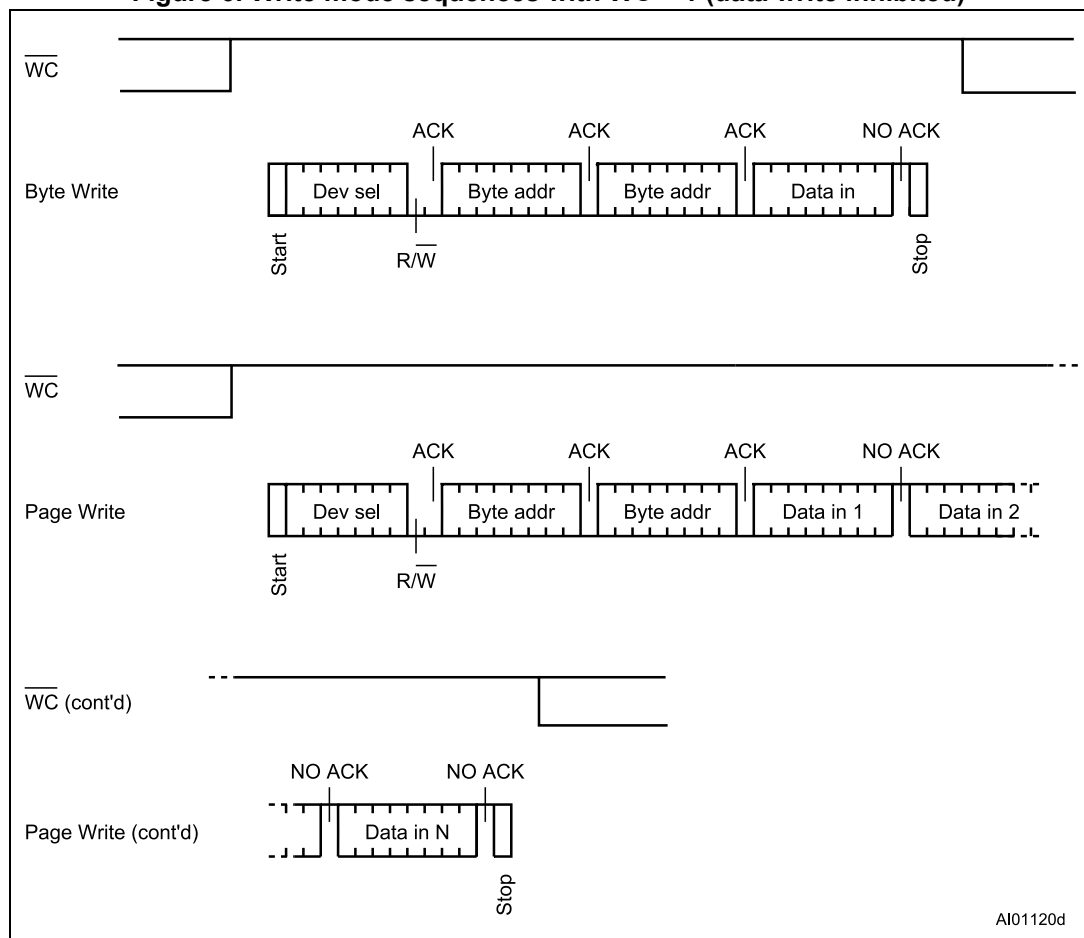 WC
ACK ACK ACK NO ACK
Byte Write Dev sel Byte addr Byte addr Data in
Start R/W Stop
WC
ACK ACK ACK NO ACK
Page Write Dev sel Byte addr Byte addr Data in 1 Data in 2
Start R/W
WC (cont'd)
NO ACK NO ACK
Page Write (cont'd) Data in N
Stop
AI01120d